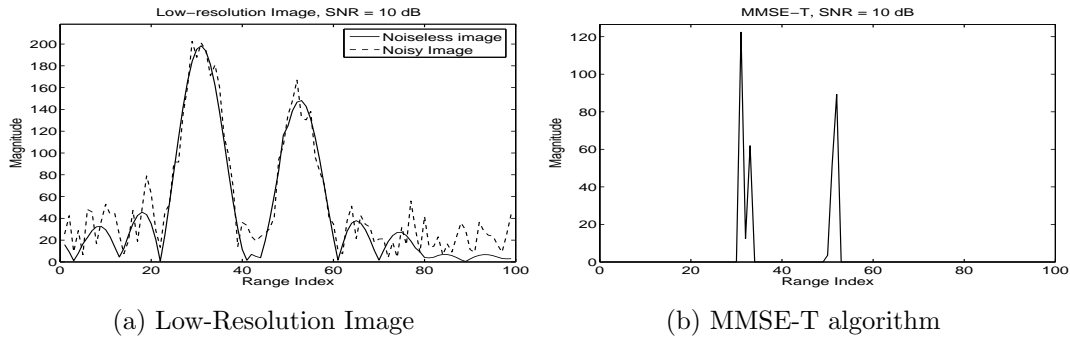 Low-resolution Image, SNR = 10 dB
Noiseless image
Noisy Image
Magnitude
200
180
160
140
120
100
80
60
40
20
0
0 20 40 60 80 100
Range Index
(a) Low-Resolution Image
MMSE-T, SNR = 10 dB
Magnitude
120
100
80
60
40
20
0
0 20 40 60 80 100
Range Index
(b) MMSE-T algorithm